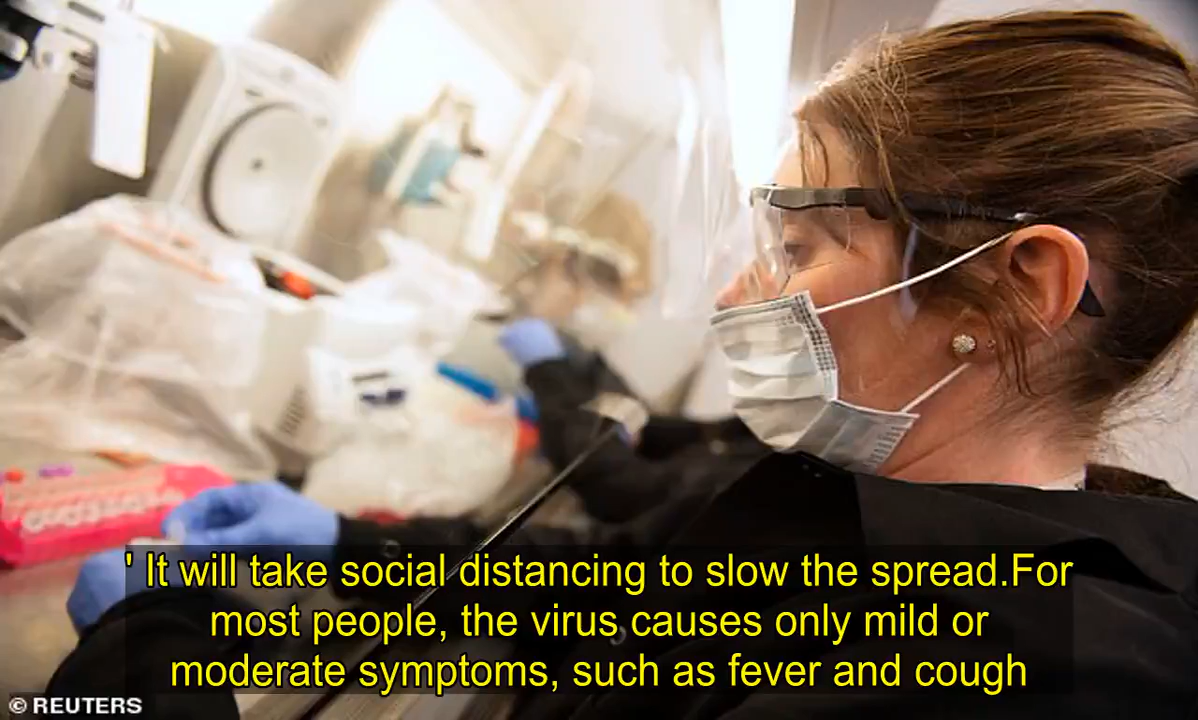 ' It will take social distancing to slow the spread.For
most people, the virus causes only mild or
moderate symptoms, such as fever and cough
© REUTERS